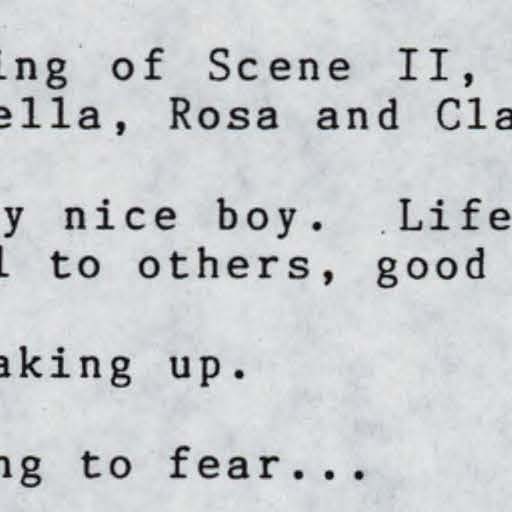 ing of Scene II,
ella, Rosa and Cla
y nice boy. Life
l to others, good
aking up.
ng to fear...